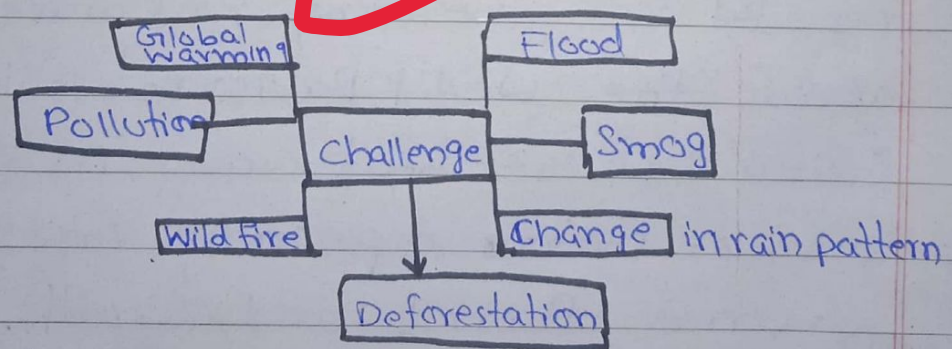 Global
warming
Flood
Pollution
Challenge
Smog
Wild fire
Change in rain pattern
Deforestation